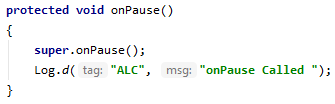 protected void onPause()
{
super.onPause();
Log.d( tag: "ALC", msg: "onPause Called ");
}